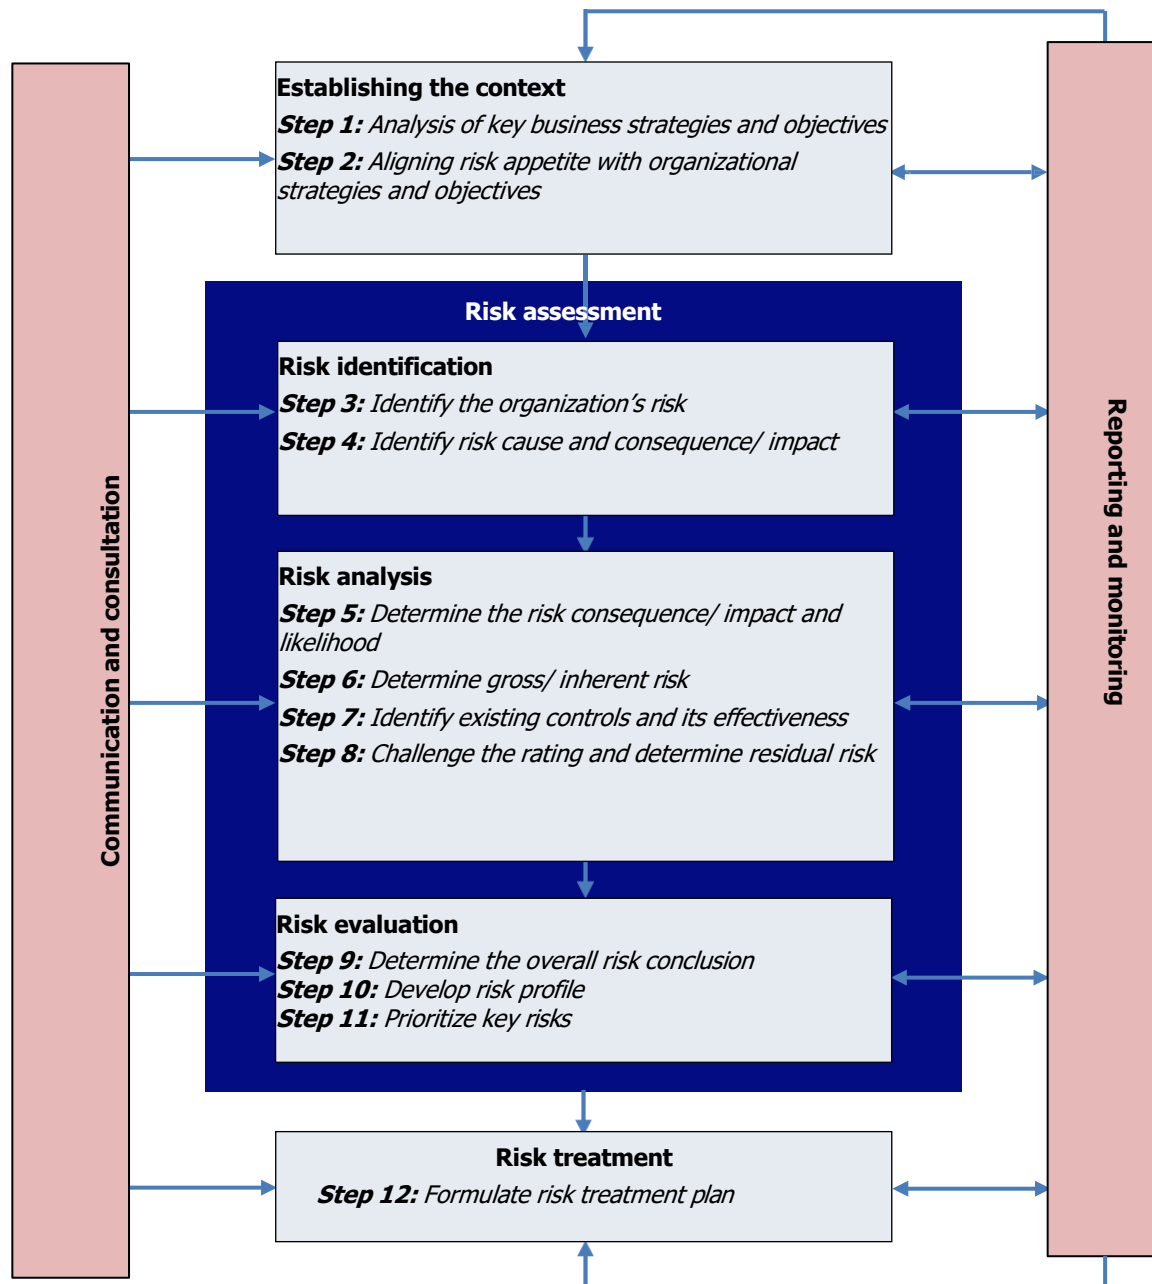 Establishing the context
Step 1: Analysis of key business strategies and objectives
Step 2: Aligning risk appetite with organizational
strategies and objectives
Risk assessment
Risk identification
Step 3: Identify the organization’s risk
Step 4: Identify risk cause and consequence/ impact
Communication and consultation
Reporting and monitoring
Risk analysis
Step 5: Determine the risk consequence/ impact and
likelihood
Step 6: Determine gross/ inherent risk
Step 7: Identify existing controls and its effectiveness
Step 8: Challenge the rating and determine residual risk
Risk evaluation
Step 9: Determine the overall risk conclusion
Step 10: Develop risk profile
Step 11: Prioritize key risks
Risk treatment
Step 12: Formulate risk treatment plan